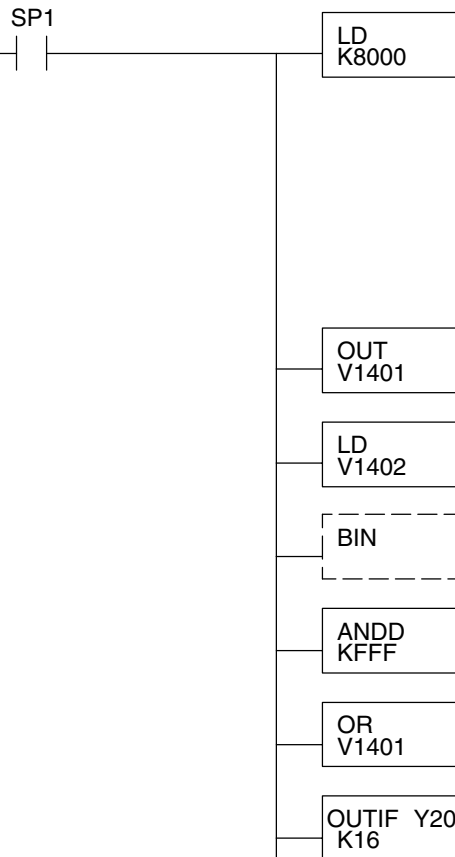 SP1
LD
K8000
OUT
V1401
LD
V1402
BIN
ANDD
KFFF
OR
V1401
OUTIF Y20
K16